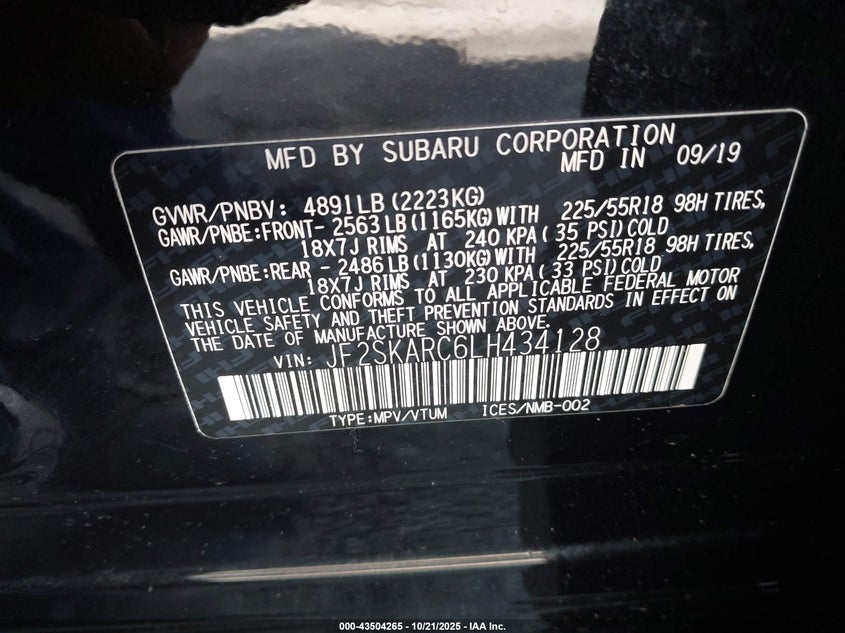 MFD BY SUBARU CORPORATION
MFD IN 09/19
GVWR/PNBV: 4891LB (2223KG)
GAWR/PNBE:FRONT- 2563LB (1165KG) WITH 225/55R18 98H TIRES,
18X7J RIMS AT 240 KPA ( 35 PSI) COLD
GAWR/PNBE:REAR - 2486LB (1130KG) WITH 225/55R18 98H TIRES,
18X7J RIMS AT 230 KPA ( 33 PSI) COLD
THIS VEHICLE CONFORMS TO ALL APPLICABLE FEDERAL MOTOR
VEHICLE SAFETY AND THEFT PREVENTION STANDARDS IN EFFECT ON
THE DATE OF MANUFACTURE SHOWN ABOVE.
VIN: JF2SKARC6LH434128
TYPE:MPV/VTUM ICES/NMB-002
000-43504265 - 10/21/2025 - IAA Inc.